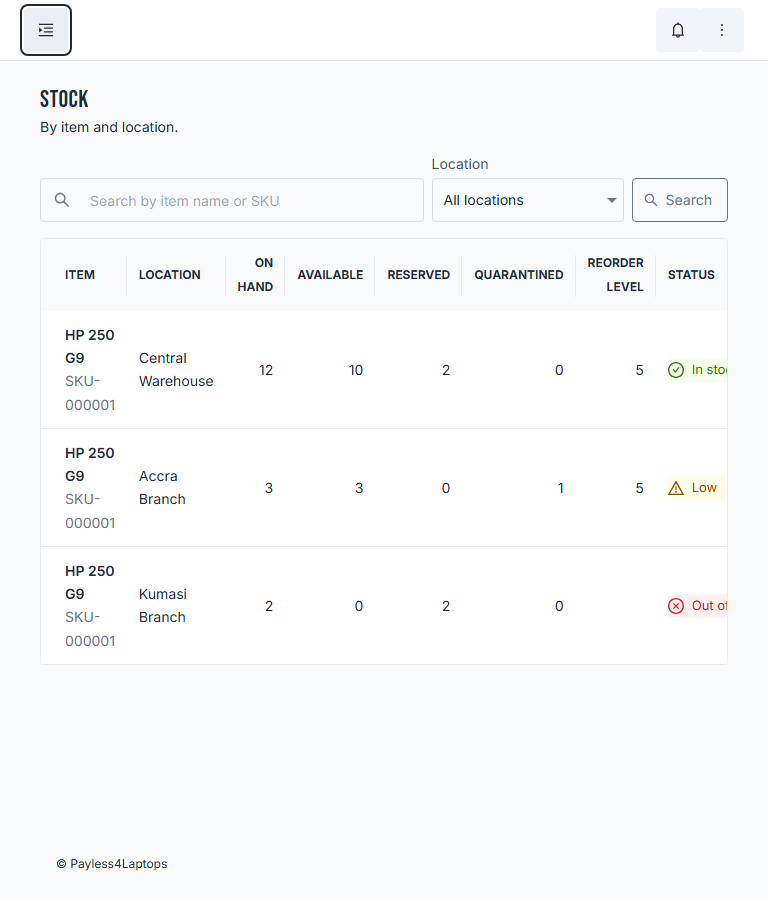 STOCK
By item and location.
Location
Search by item name or SKU
All locations
Search
ITEM
LOCATION
ON
HAND
AVAILABLE
RESERVED
QUARANTINED
REORDER
LEVEL
STATUS
HP 250
G9
SKU-
000001
Central
Warehouse
12
10
2
0
5
In stoc
HP 250
G9
SKU-
000001
Accra
Branch
3
3
0
1
5
Low
HP 250
G9
SKU-
000001
Kumasi
Branch
2
0
2
0
Out of
© Payless4Laptops